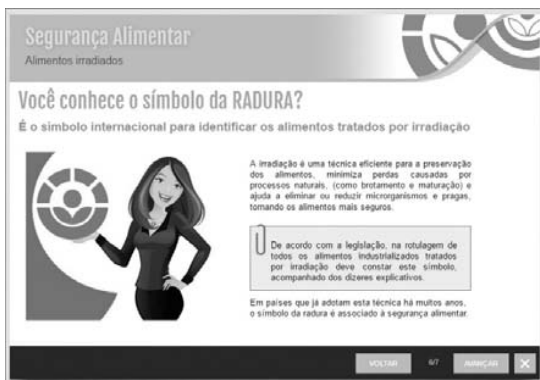 Segurança Alimentar
Alimentos irradiados
Você conhece o símbolo da RADURA?
É o símbolo internacional para identificar os alimentos tratados por irradiação
A irradiação é uma técnica eficiente para a preservação
dos alimentos, minimiza perdas causadas por
processos naturais, (como brotamento e maturação) e
ajuda a eliminar ou reduzir microrganismos e pragas,
tornando os alimentos mais seguros.
De acordo com a legislação, na rotulagem de
todos os alimentos industrializados tratados
por irradiação deve constar este símbolo,
acompanhado dos dizeres explicativos.
Em países que já adotam esta técnica há muitos anos,
o símbolo da radura é associado à segurança alimentar.
VOLTAR 6/7 AVANÇAR X